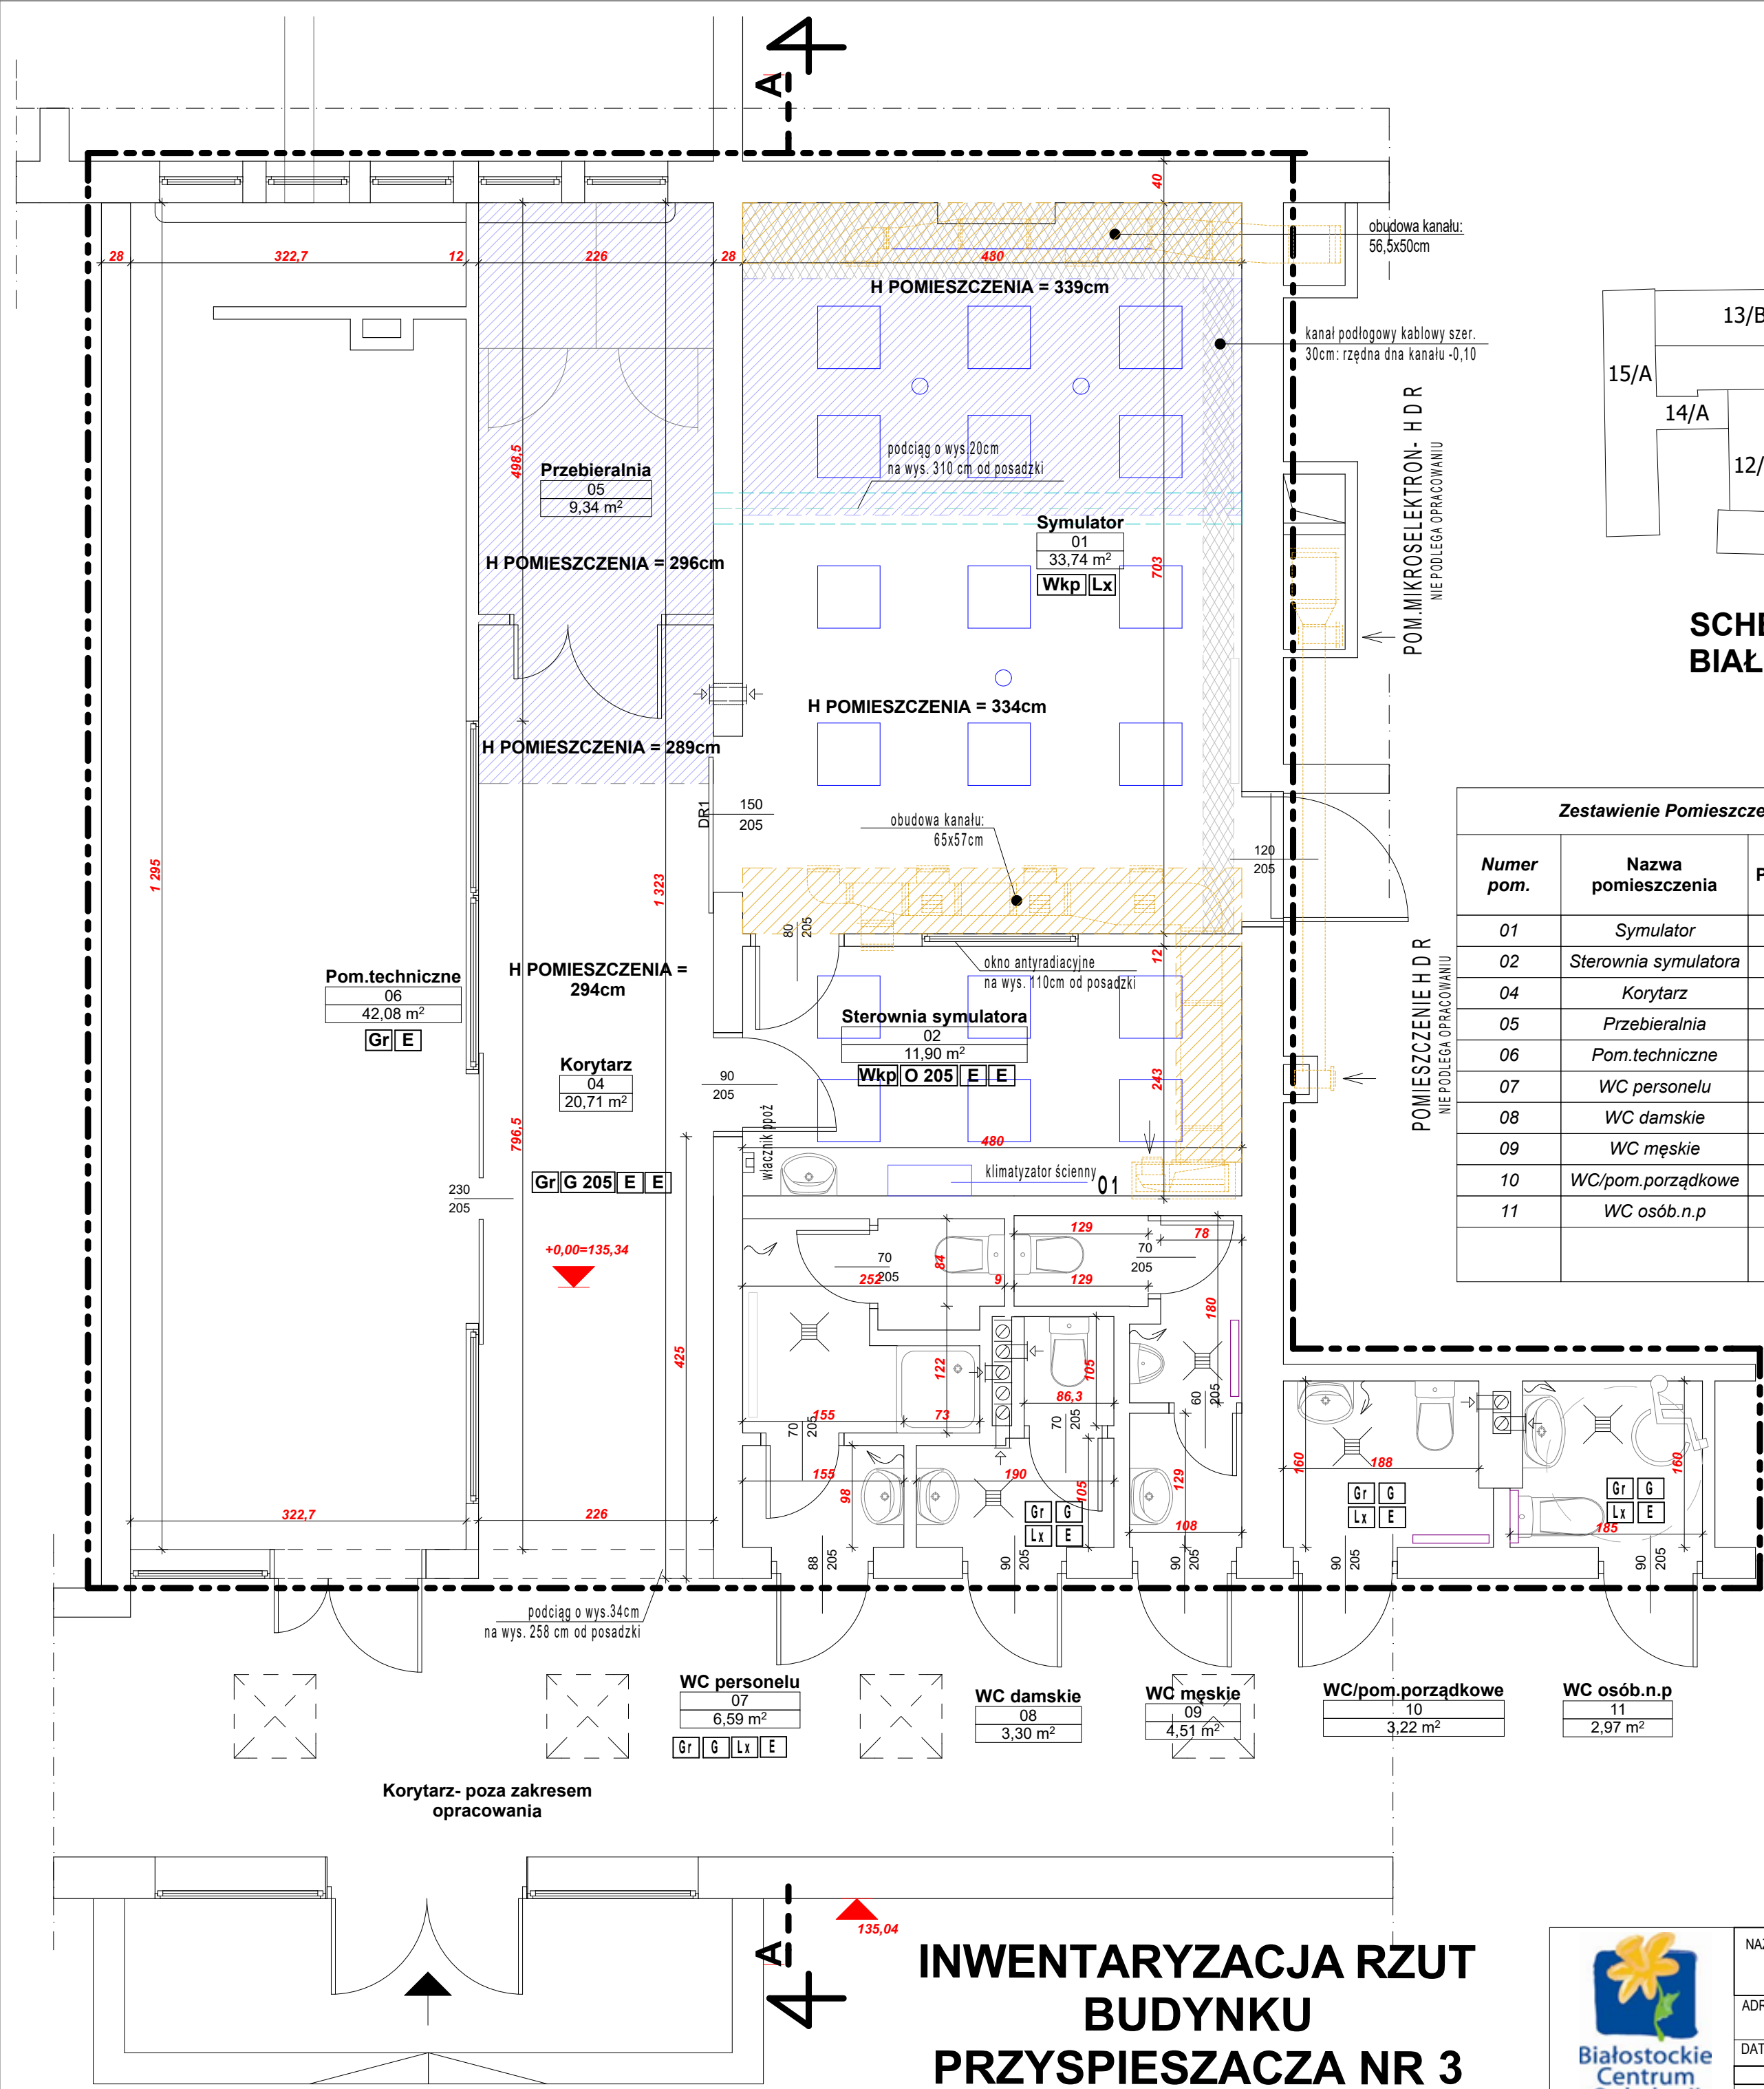 A
40
obudowa kanału:
56,5x50cm
28
322,7
12
226
28
480
H POMIESZCZENIA = 339cm
kanał podłogowy kablowy szer.
30cm: rzędna dna kanału -0,10
13/B
15/A
14/A
12/
POM.MIKROSELEKTRON- H D R
NIE PODLEGA OPRACOWANIU
podciąg o wys.20cm
na wys. 310 cm od posadzki
498,5
Przebieralnia
05
9,34 m²
Symulator
01
33,74 m²
Wkp Lx
703
H POMIESZCZENIA = 296cm
SCHE
BIAŁ
H POMIESZCZENIA = 334cm
H POMIESZCZENIA = 289cm
DR1
150
205
obudowa kanału:
65x57cm
120
205
1 295
1 323
80
205
Zestawienie Pomieszcze
Numer pom.
Nazwa pomieszczenia
P
01 Symulator
02 Sterownia symulatora
04 Korytarz
05 Przebieralnia
06 Pom.techniczne
07 WC personelu
08 WC damskie
09 WC męskie
10 WC/pom.porządkowe
11 WC osób.n.p
POMIESZCZENIE H D R
NIE PODLEGA OPRACOWANIU
okno antyradiacyjne
na wys. 110cm od posadzki
12
Pom.techniczne
06
42,08 m²
Gr E
H POMIESZCZENIA =
294cm
Sterownia symulatora
02
11,90 m²
Wkp O 205 E E
Korytarz
04
20,71 m²
90
205
243
796,5
włacznik ppoż
480
klimatyzator ścienny
01
Gr G 205 E E
230
205
+0,00=135,34
129
78
70
205
84
70
205
252
9
129
180
425
122
105
86,3
155
73
70
205
70
205
60
205
155
190
98
105
129
108
160
188
160
185
Gr G
Lx E
Gr G
Lx E
Gr G
Lx E
322,7
226
88
205
90
205
90
205
90
205
90
205
podciąg o wys.34cm
na wys. 258 cm od posadzki
WC personelu
07
6,59 m²
Gr G Lx E
WC damskie
08
3,30 m²
WC męskie
09
4,51 m²
WC/pom.porządkowe
10
3,22 m²
WC osób.n.p
11
2,97 m²
Korytarz- poza zakresem
opracowania
135,04
A
INWENTARYZACJA RZUT
BUDYNKU
PRZYSPIESZACZA NR 3
Białostockie
Centrum
NAZ
ADR
DAT